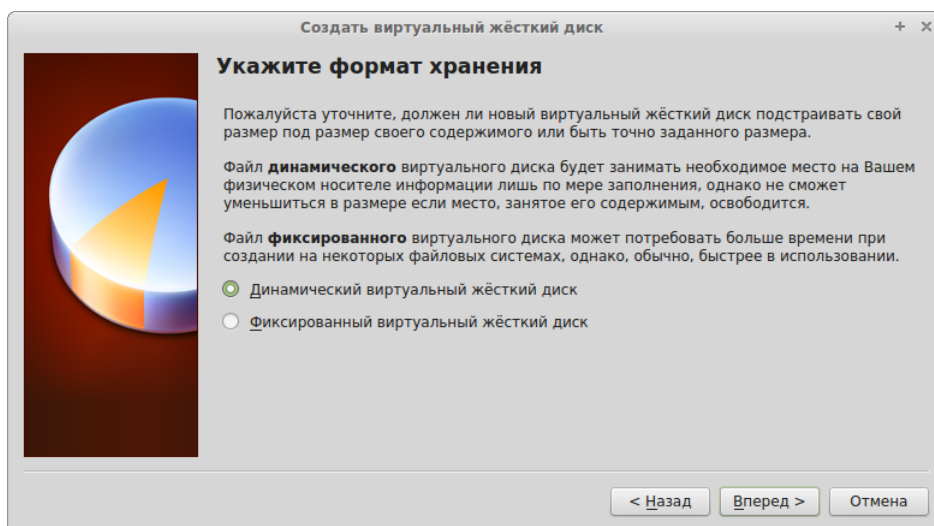 Создать виртуальный жёсткий диск
Укажите формат хранения
Пожалуйста уточните, должен ли новый виртуальный жёсткий диск подстраивать свой
размер под размер своего содержимого или быть точно заданного размера.
Файл динамического виртуального диска будет занимать необходимое место на Вашем
физическом носителе информации лишь по мере заполнения, однако не сможет
уменьшиться в размере если место, занятое его содержимым, освободится.
Файл фиксированного виртуального диска может потребовать больше времени при
создании на некоторых файловых системах, однако, обычно, быстрее в использовании.
Динамический виртуальный жёсткий диск
Фиксированный виртуальный жёсткий диск
< Назад Вперед > Отмена